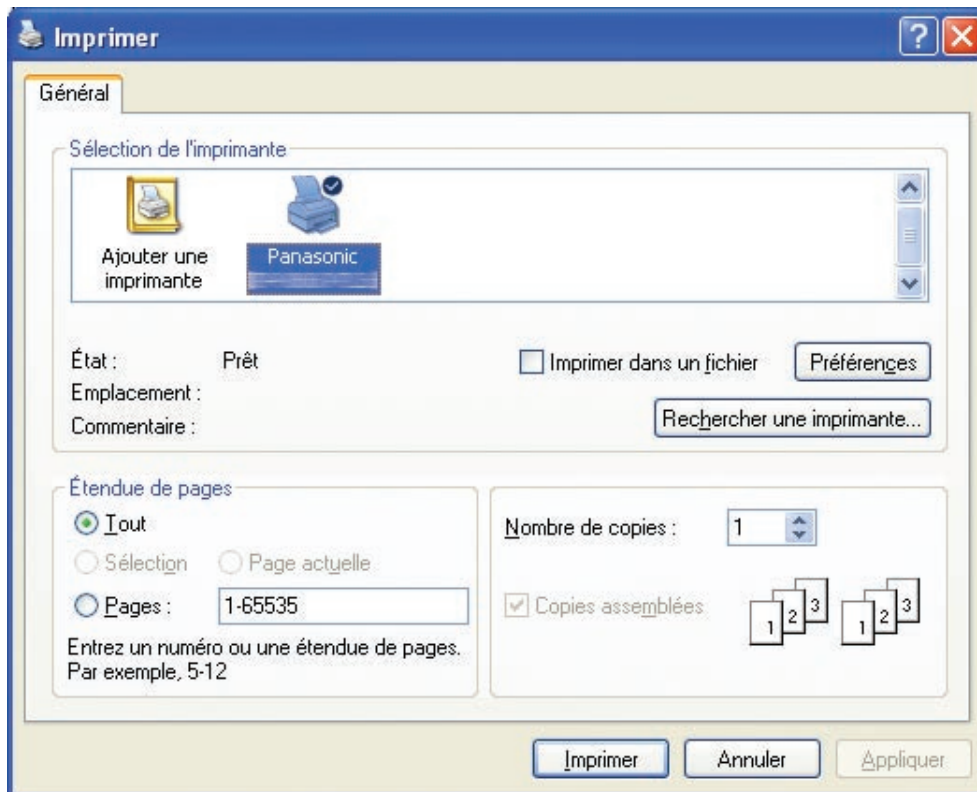 Imprimer
Général
Sélection de l'imprimante
Ajouter une
imprimante
Panasonic
État : Prêt
Emplacement :
Commentaire :
Imprimer dans un fichier
Préférences
Rechercher une imprimante...
Étendue de pages
Tout
Sélection Page actuelle
Pages : 1-65535
Entrez un numéro ou une étendue de pages.
Par exemple, 5-12
Nombre de copies : 1
Copies assemblées
1 2 3 1 2 3
Imprimer Annuler Appliquer